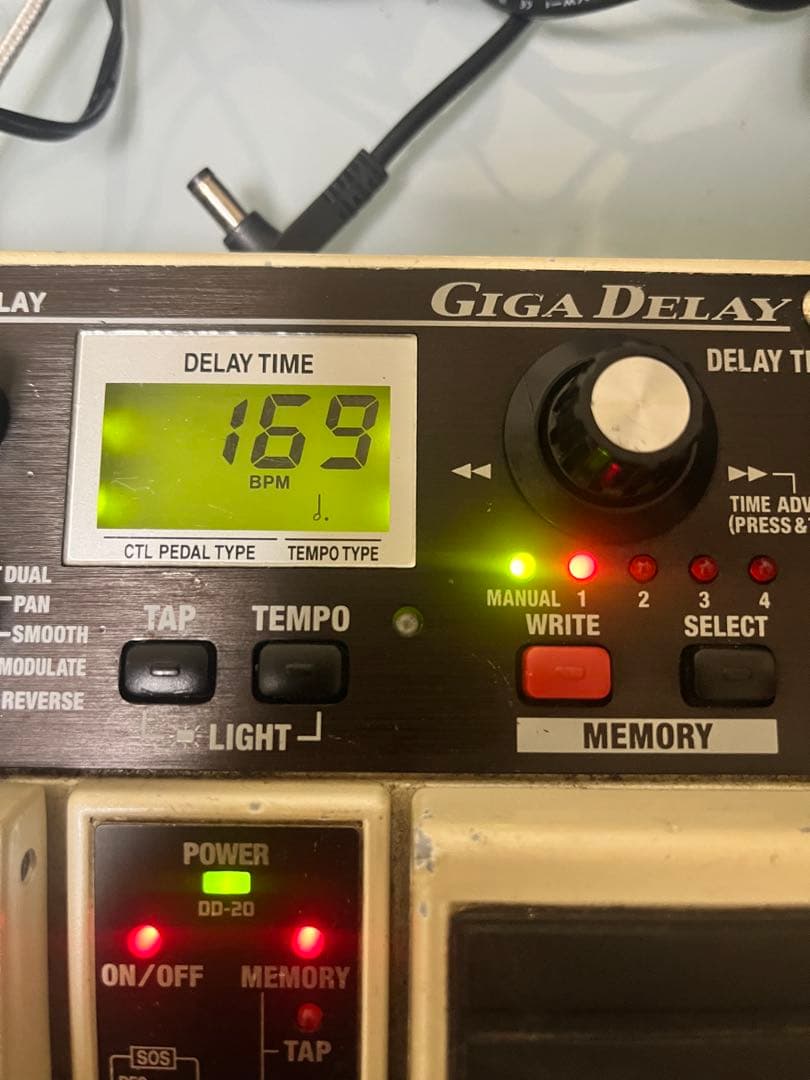 LAY
GIGA DELAY
DELAY TIME
DELAY TI
169
BPM
CTL PEDAL TYPE TEMPO TYPE
TIME ADV
(PRESS &
DUAL
PAN
SMOOTH
MODULATE
REVERSE
MANUAL 1 2 3 4
TAP TEMPO
WRITE SELECT
LIGHT
MEMORY
POWER
DD-20
ON/OFF MEMORY
TAP
SOS